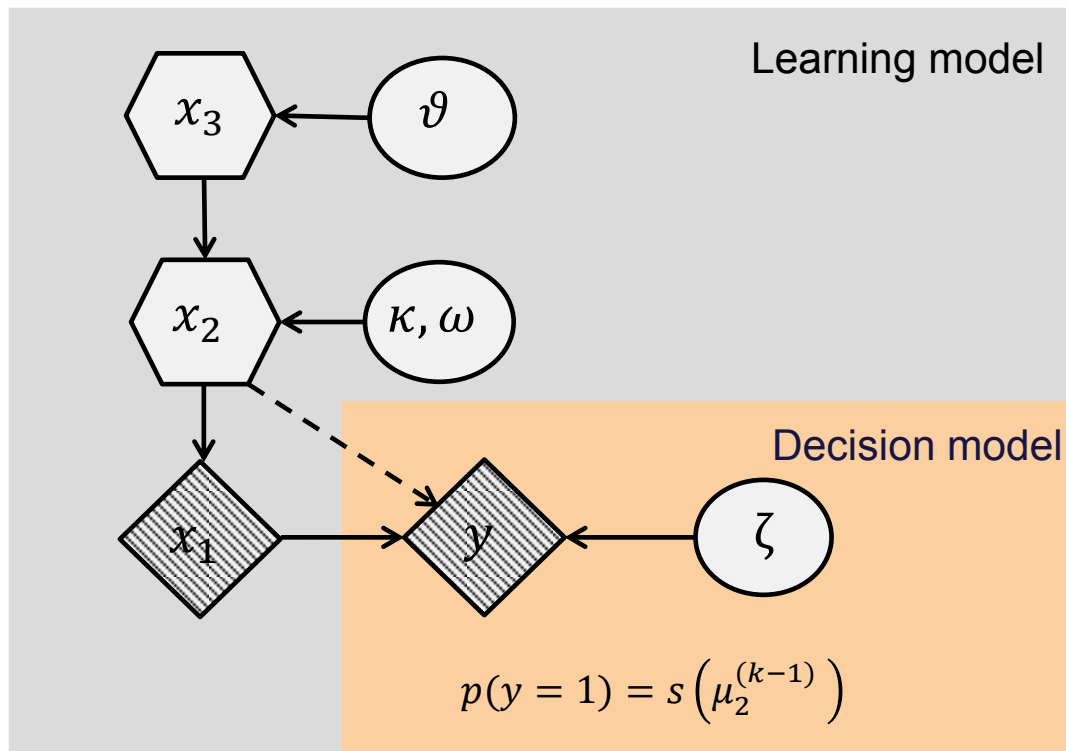 Learning model
x₃
ϑ
x₂
κ, ω
Decision model
x₁
y
ζ
p(y = 1) = s(μ₂^(k−1))